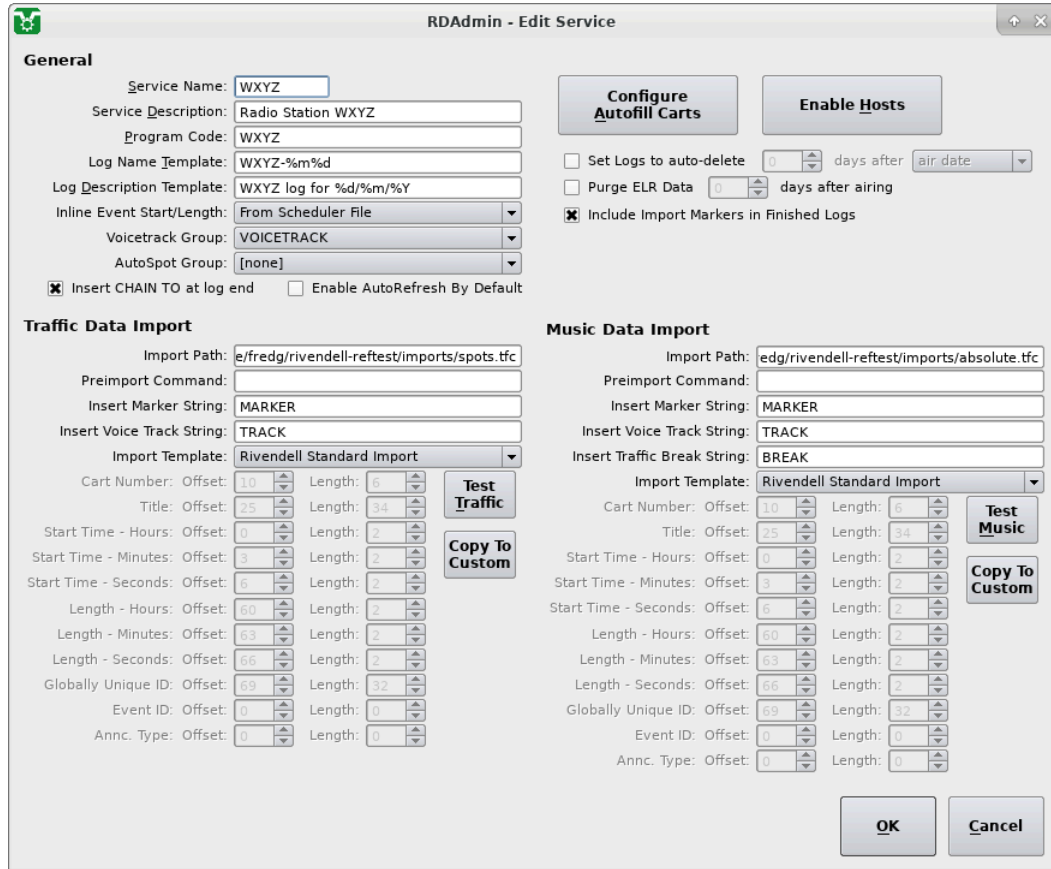 RDAdmin - Edit Service
General
Service Name: WXYZ
Service Description: Radio Station WXYZ
Program Code: WXYZ
Log Name Template: WXYZ-%m%d
Log Description Template: WXYZ log for %d/%m/%Y
Inline Event Start/Length: From Scheduler File
Voicetrack Group: VOICETRACK
AutoSpot Group: [none]
Insert CHAIN TO at log end Enable AutoRefresh By Default
Configure
Autofill Carts
Enable Hosts
Set Logs to auto-delete 0 days after air date
Purge ELR Data 0 days after airing
Include Import Markers in Finished Logs
Traffic Data Import
Import Path: e/fredg/rivendell-reftest/imports/spots.tfc
Preimport Command:
Insert Marker String: MARKER
Insert Voice Track String: TRACK
Import Template: Rivendell Standard Import
Cart Number: Offset: 10 Length: 6
Title: Offset: 25 Length: 34
Start Time - Hours: Offset: 0 Length: 2
Start Time - Minutes: Offset: 3 Length: 2
Start Time - Seconds: Offset: 6 Length: 2
Length - Hours: Offset: 60 Length: 2
Length - Minutes: Offset: 63 Length: 2
Length - Seconds: Offset: 66 Length: 2
Globally Unique ID: Offset: 69 Length: 32
Event ID: Offset: 0 Length: 0
Annc. Type: Offset: 0 Length: 0
Test
Traffic
Copy To
Custom
Music Data Import
Import Path: edg/rivendell-reftest/imports/absolute.tfc
Preimport Command:
Insert Marker String: MARKER
Insert Voice Track String: TRACK
Insert Traffic Break String: BREAK
Import Template: Rivendell Standard Import
Cart Number: Offset: 10 Length: 6
Title: Offset: 25 Length: 34
Start Time - Hours: Offset: 0 Length: 2
Start Time - Minutes: Offset: 3 Length: 2
Start Time - Seconds: Offset: 6 Length: 2
Length - Hours: Offset: 60 Length: 2
Length - Minutes: Offset: 63 Length: 2
Length - Seconds: Offset: 66 Length: 2
Globally Unique ID: Offset: 69 Length: 32
Event ID: Offset: 0 Length: 0
Annc. Type: Offset: 0 Length: 0
Test
Music
Copy To
Custom
OK
Cancel